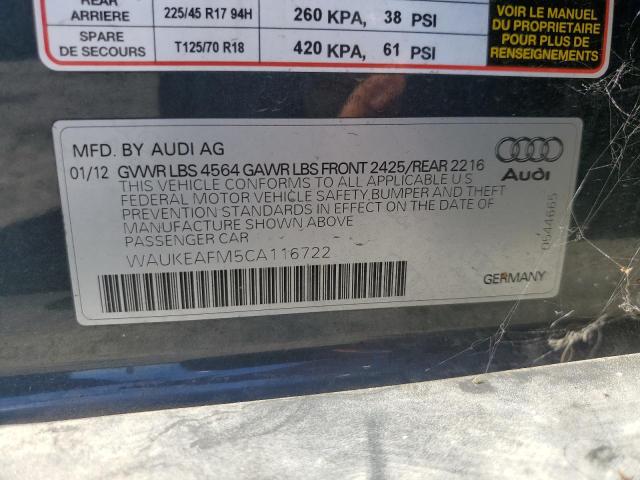 REAR
ARRIERE 225/45 R17 94H 260 KPA, 38 PSI
SPARE
DE SECOURS T125/70 R18 420 KPA, 61 PSI
VOIR LE MANUEL
DU PROPRIETAIRE
POUR PLUS DE
RENSEIGNEMENTS
MFD. BY AUDI AG
01/12 GVWR LBS 4564 GAWR LBS FRONT 2425/REAR 2216
THIS VEHICLE CONFORMS TO ALL APPLICABLE U S
FEDERAL MOTOR VEHICLE SAFETY, BUMPER AND THEFT
PREVENTION STANDARDS IN EFFECT ON THE DATE OF
MANUFACTURE SHOWN ABOVE
PASSENGER CAR
WAUKEAFM5CA116722
Audi
GERMANY